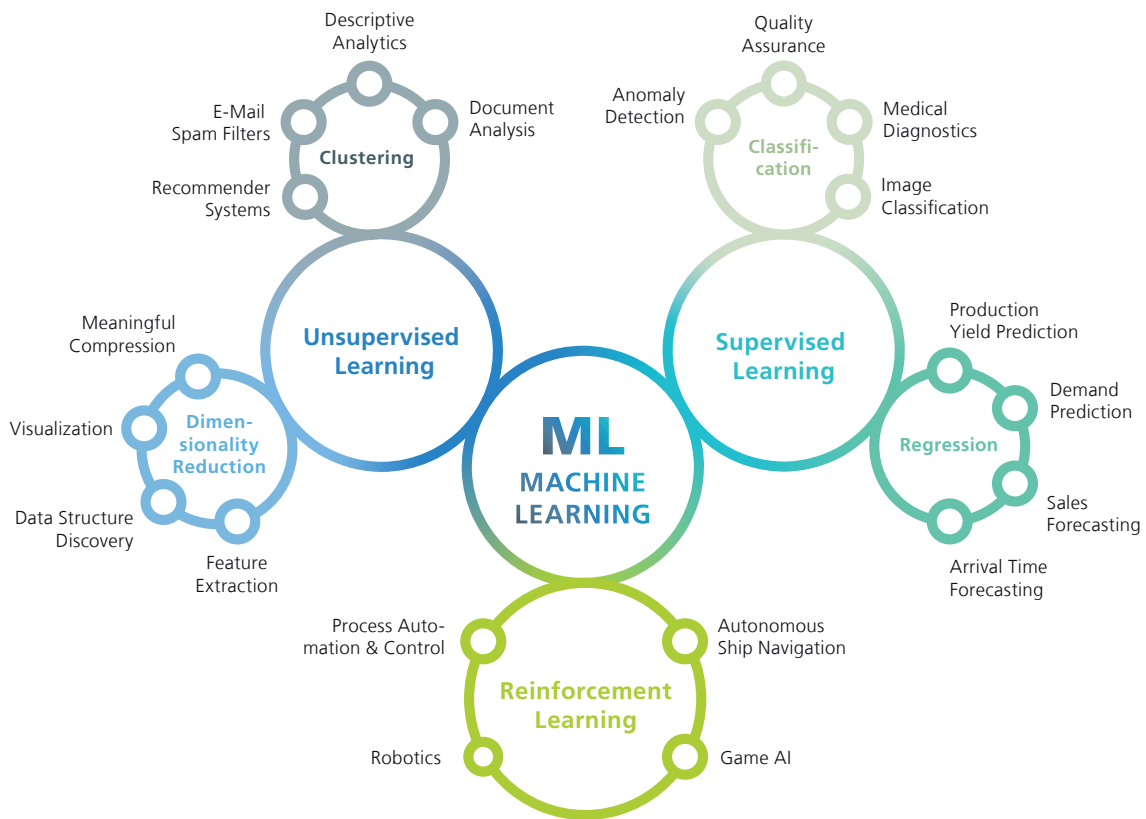 Descriptive
Analytics
E-Mail
Spam Filters
Document
Analysis
Clustering
Recommender
Systems
Quality
Assurance
Anomaly
Detection
Medical
Diagnostics
Classifi-
cation
Image
Classification
Unsupervised
Learning
Meaningful
Compression
Visualization
Dimen-
sionality
Reduction
Data Structure
Discovery
Feature
Extraction
Supervised
Learning
Production
Yield Prediction
Demand
Prediction
Regression
Sales
Forecasting
Arrival Time
Forecasting
ML
MACHINE
LEARNING
Process Auto-
mation & Control
Autonomous
Ship Navigation
Reinforcement
Learning
Robotics
Game AI